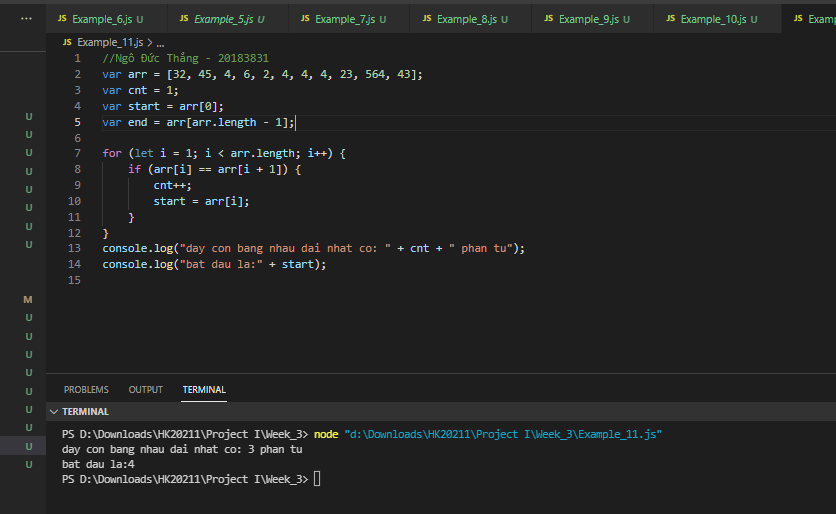 ...
JS Example_6.js U JS Example_5.js U JS Example_7.js U JS Example_8.js U JS Example_9.js U JS Example_10.js U JS Examp
JS Example_11.js > ...
1 //Ngô Đức Thắng - 20183831
2 var arr = [32, 45, 4, 6, 2, 4, 4, 4, 23, 564, 43];
3 var cnt = 1;
4 var start = arr[0];
5 var end = arr[arr.length - 1];
6
7 for (let i = 1; i < arr.length; i++) {
8 if (arr[i] == arr[i + 1]) {
9 cnt++;
10 start = arr[i];
11 }
12 }
13 console.log("day con bang nhau dai nhat co: " + cnt + " phan tu");
14 console.log("bat dau la:" + start);
15
U
U
U
U
U
U
U
U
M
U
U
U
U
U
U
U
U
U
PROBLEMS OUTPUT TERMINAL
TERMINAL
PS D:\Downloads\HK20211\Project I\Week_3> node "d:\Downloads\HK20211\Project I\Week_3\Example_11.js"
day con bang nhau dai nhat co: 3 phan tu
bat dau la:4
PS D:\Downloads\HK20211\Project I\Week_3>